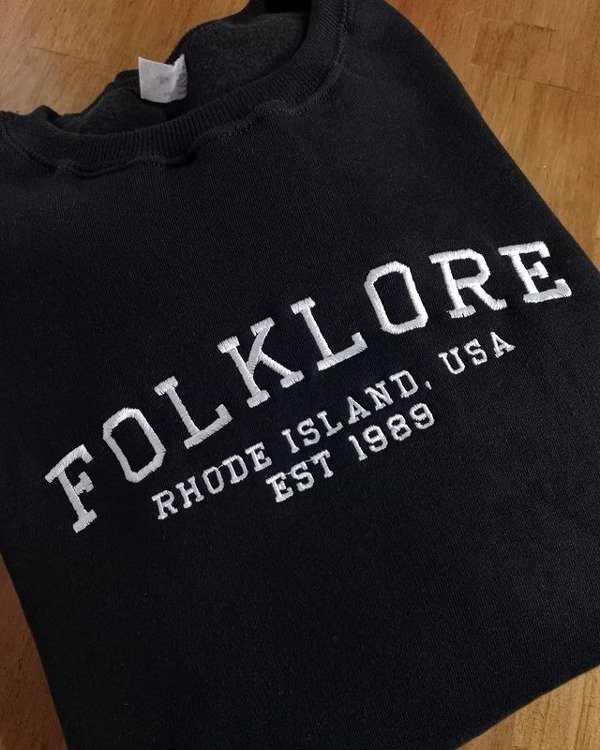 FOLKLORE
RHODE ISLAND, USA
EST 1989